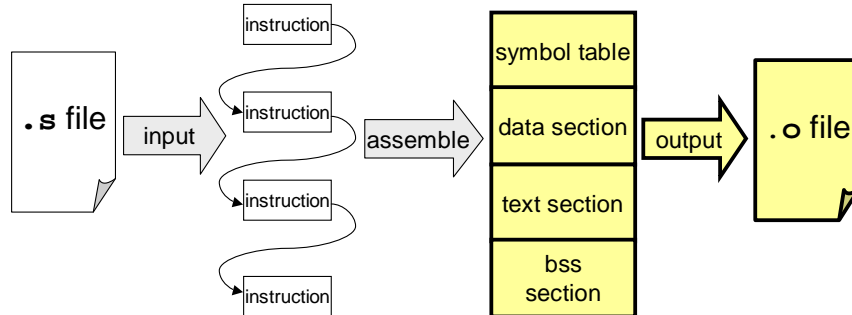 .s file
input
instruction
instruction
instruction
instruction
assemble
symbol table
data section
text section
bss
section
output
.o file